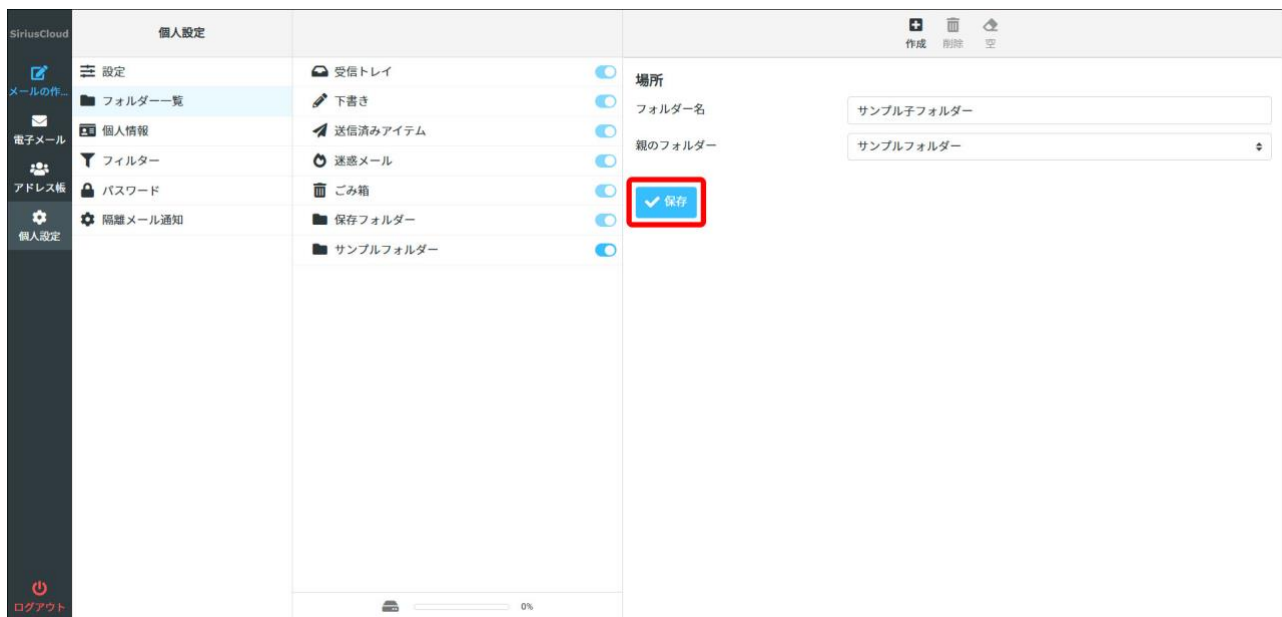 SiriusCloud
メールの作...
電子メール
アドレス帳
個人設定
ログアウト
個人設定
設定
フォルダー一覧
個人情報
フィルター
パスワード
隔離メール通知
受信トレイ
下書き
送信済みアイテム
迷惑メール
ごみ箱
保存フォルダー
サンプルフォルダー
0%
作成 削除 空
場所
フォルダー名 サンプル子フォルダー
親のフォルダー サンプルフォルダー
保存